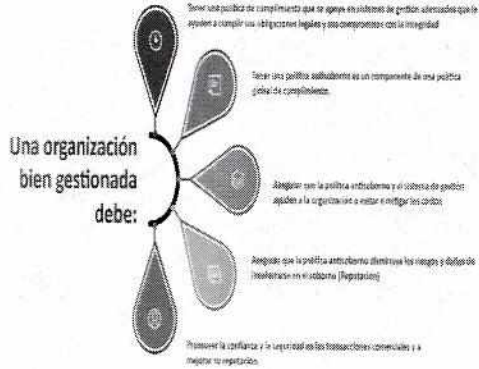 Tener una política de cumplimiento que se apoye en sistemas de gestión adecuados que le
ayuden a cumplir sus obligaciones legales y sus compromisos con la integridad
Tener una política antisoborno es un componente de una política
global de cumplimiento.
Una organización
bien gestionada
debe:
Asegurar que la política antisoborno y el sistema de gestión
ayuden a la organización a evitar o mitigar los costos
Asegurar que la política antisoborno disminuya los riesgos y daños de
involucrarse en el soborno (Reputación)
Promover la confianza y la seguridad en las transacciones comerciales y a
mejorar su reputación.